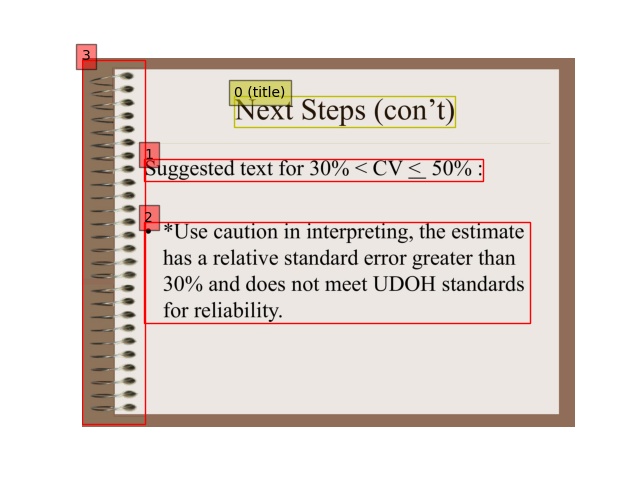 3
0 (title)
Next Steps (con’t)
1
Suggested text for 30% < CV < 50% :
2
• *Use caution in interpreting, the estimate
has a relative standard error greater than
30% and does not meet UDOH standards
for reliability.